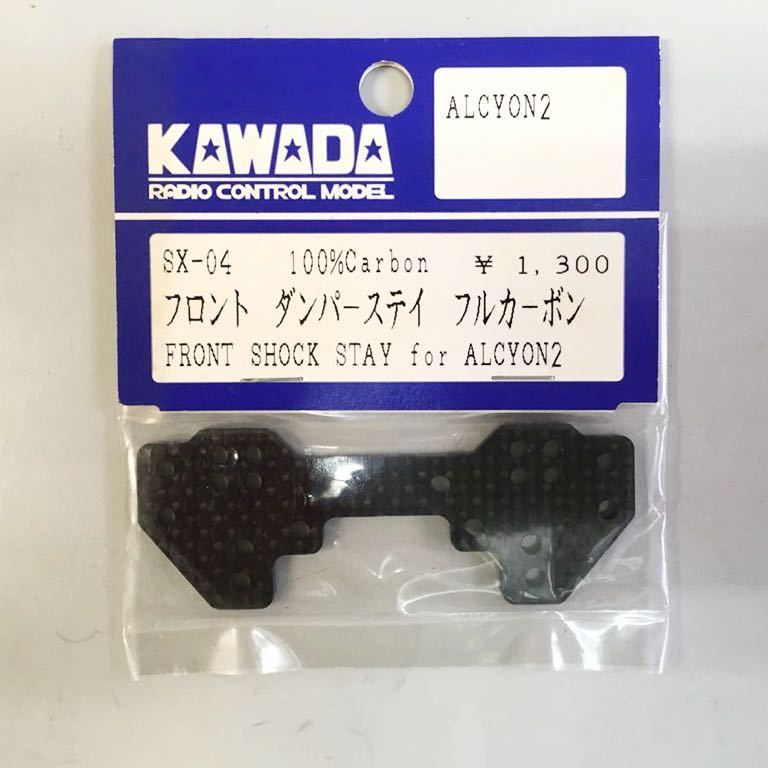 KAWADA
RADIO CONTROL MODEL
ALCYON2
SX-04 100%Carbon ¥ 1,300
フロント ダンパーステイ フルカーボン
FRONT SHOCK STAY for ALCYON2